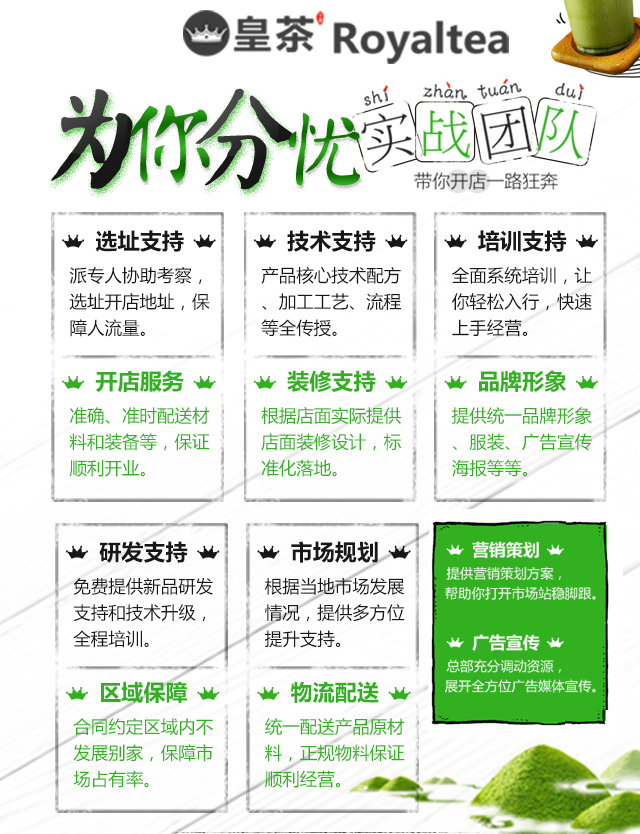 皇茶 Royaltea
为你分忧
shí zhàn tuán duì
实战团队
带你开店一路狂奔
选址支持
派专人协助考察，
选址开店地址，保
障人流量。
技术支持
产品核心技术配方
、加工工艺、流程
等全传授。
培训支持
全面系统培训，让
你轻松入行，快速
上手经营。
开店服务
准确、准时配送材
料和装备等，保证
顺利开业。
装修支持
根据店面实际提供
店面装修设计，标
准化落地。
品牌形象
提供统一品牌形象
、服装、广告宣传
海报等等。
研发支持
免费提供新品研发
支持和技术升级，
全程培训。
市场规划
根据当地市场发展
情况，提供多方位
提升支持。
营销策划
提供营销策划方案，
帮助你打开市场站稳脚跟。
广告宣传
总部充分调动资源，
展开全方位广告媒体宣传。
区域保障
合同约定区域内不
发展别家，保障市
场占有率。
物流配送
统一配送产品原材
料，正规物料保证
顺利经营。